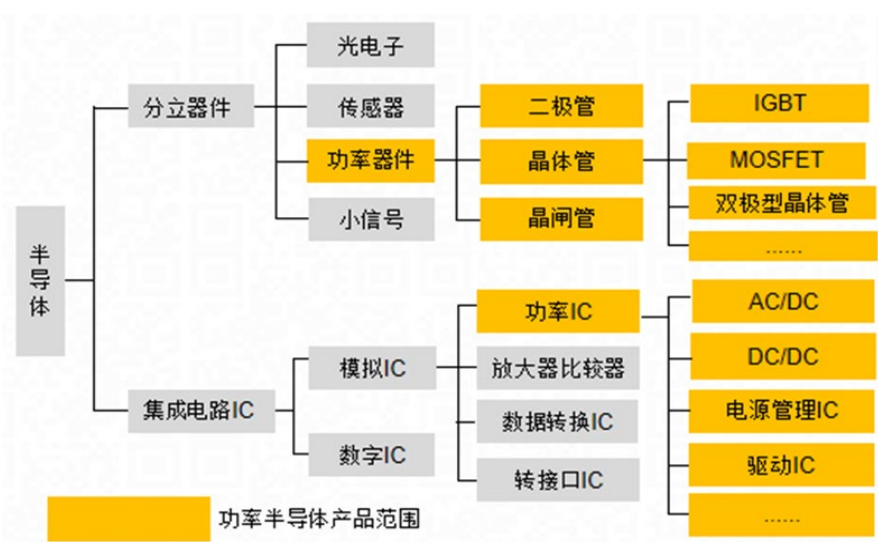 半导体
分立器件
光电子
传感器
功率器件
小信号
二极管
晶体管
晶闸管
IGBT
MOSFET
双极型晶体管
......
集成电路IC
模拟IC
数字IC
功率IC
放大器比较器
数据转换IC
转接口IC
AC/DC
DC/DC
电源管理IC
驱动IC
......
功率半导体产品范围